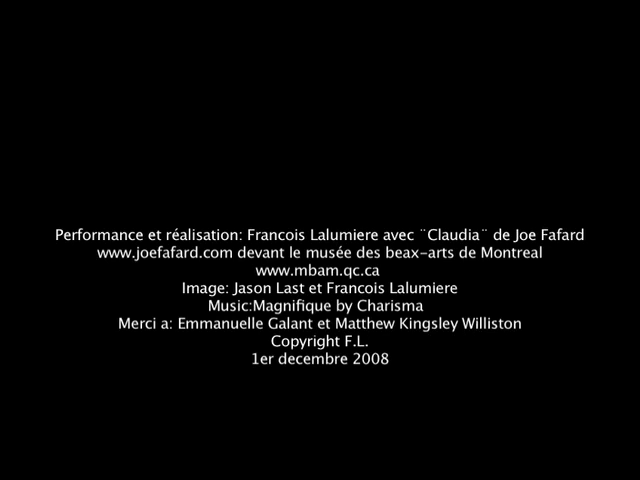 Performance et réalisation: Francois Lalumiere avec ¨Claudia¨ de Joe Fafard
www.joefafard.com devant le musée des beax-arts de Montreal
www.mbam.qc.ca
Image: Jason Last et Francois Lalumiere
Music:Magnifique by Charisma
Merci a: Emmanuelle Galant et Matthew Kingsley Williston
Copyright F.L.
1er decembre 2008